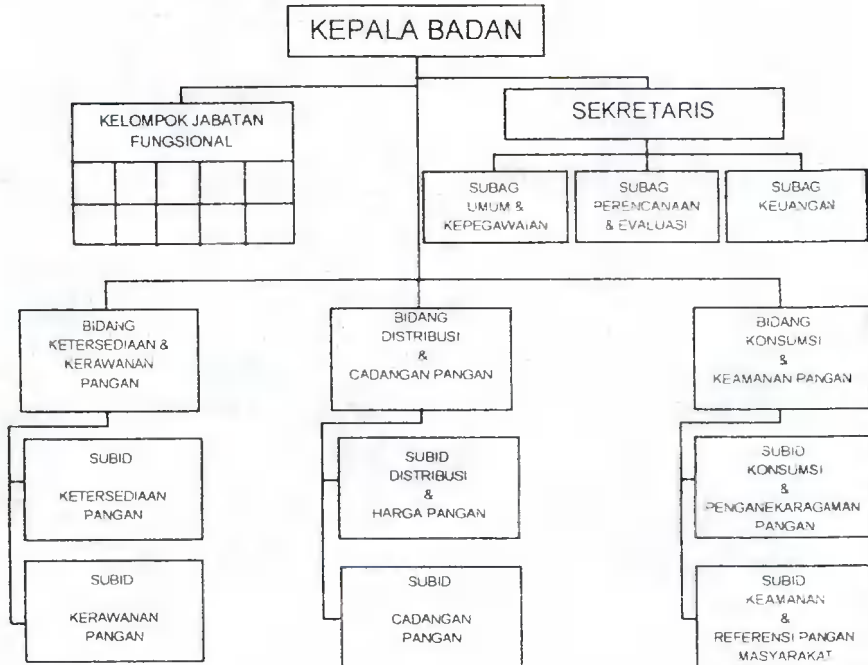 KEPALA BADAN
KELOMPOK JABATAN
FUNGSIONAL
SEKRETARIS
SUBAG
UMUM &
KEPEGAWAIAN
SUBAG
PERENCANAAN
& EVALUASI
SUBAG
KEUANGAN
BIDANG
KETERSEDIAAN &
KERAWANAN
PANGAN
BIDANG
DISTRIBUSI
&
CADANGAN PANGAN
BIDANG
KONSUMSI
&
KEAMANAN PANGAN
SUBID
KETERSEDIAAN
PANGAN
SUBID
DISTRIBUSI
&
HARGA PANGAN
SUBID
KONSUMSI
&
PENGANEKARAGAMAN
PANGAN
SUBID
KERAWANAN
PANGAN
SUBID
CADANGAN
PANGAN
SUBID
KEAMANAN
&
REFERENSI PANGAN
MASYARAKAT